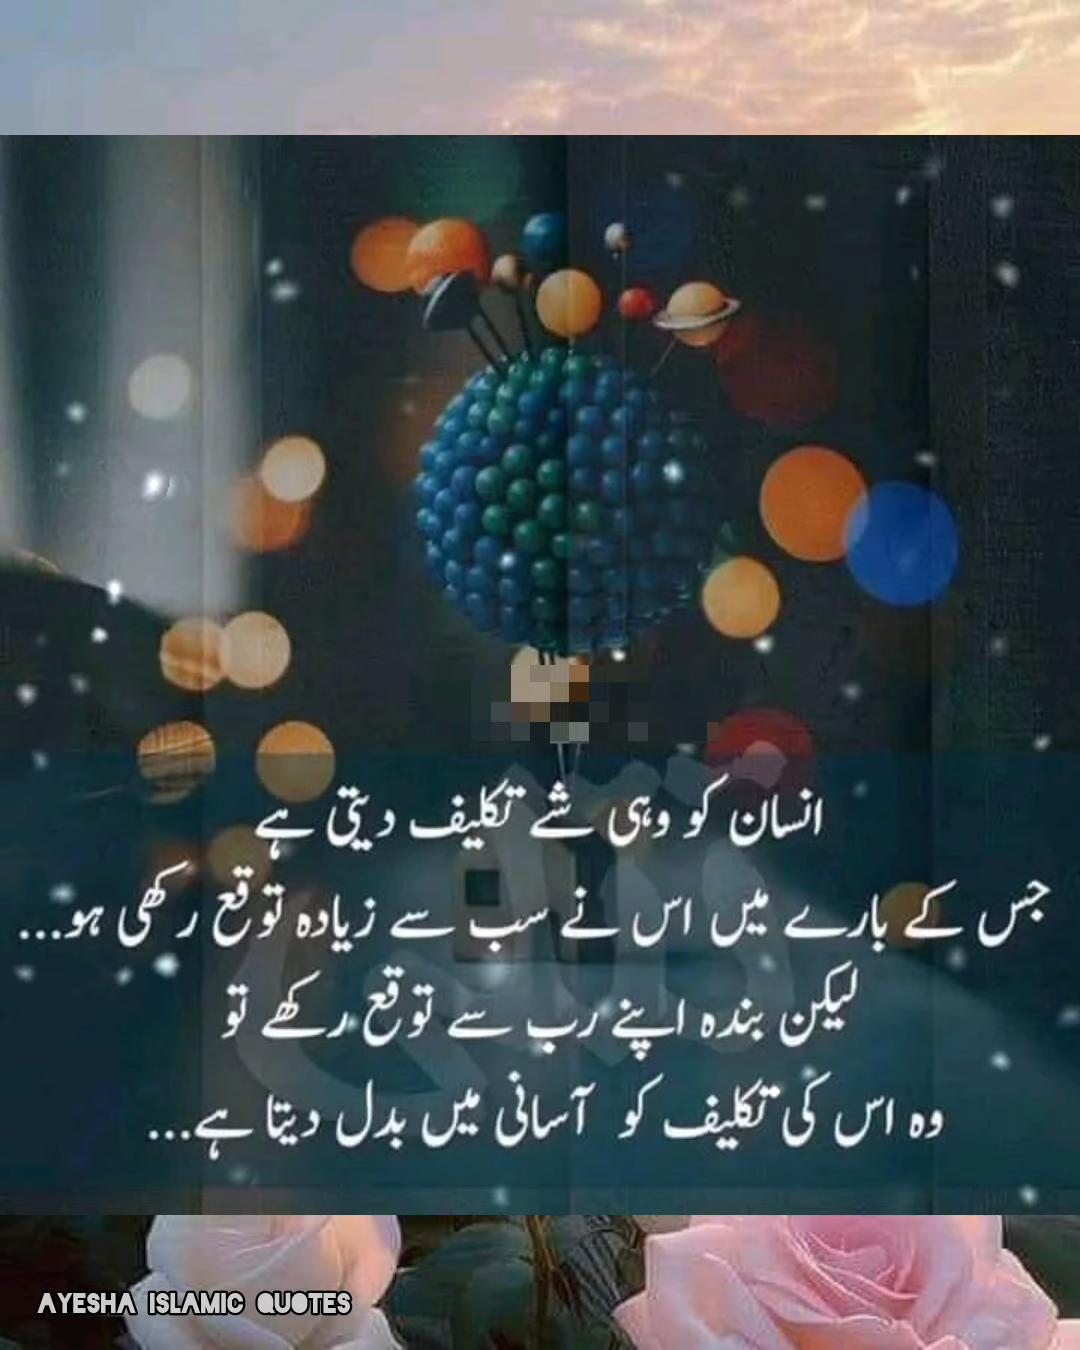 انسان کو وہی شے تکلیف دیتی ہے
جس کے بارے میں اس نے سب سے زیادہ توقع رکھی ہو...
لیکن بندہ اپنے رب سے توقع رکھے تو
وہ اس کی تکلیف کو آسانی میں بدل دیتا ہے...
AYESHA ISLAMIC QUOTES